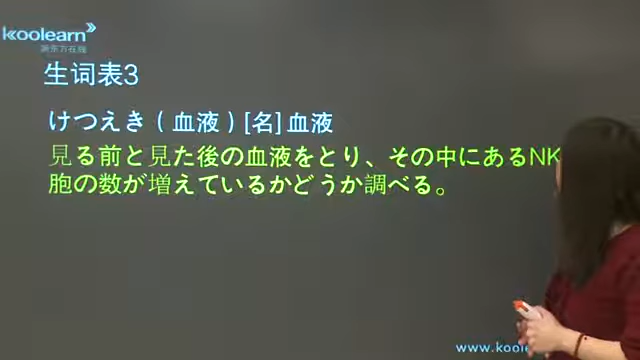 koolearn
新东方在线
生词表3
けつえき（血液）[名]血液
見る前と見た後の血液をとり、その中にあるNK
胞の数が増えているかどうか調べる。
www.koole